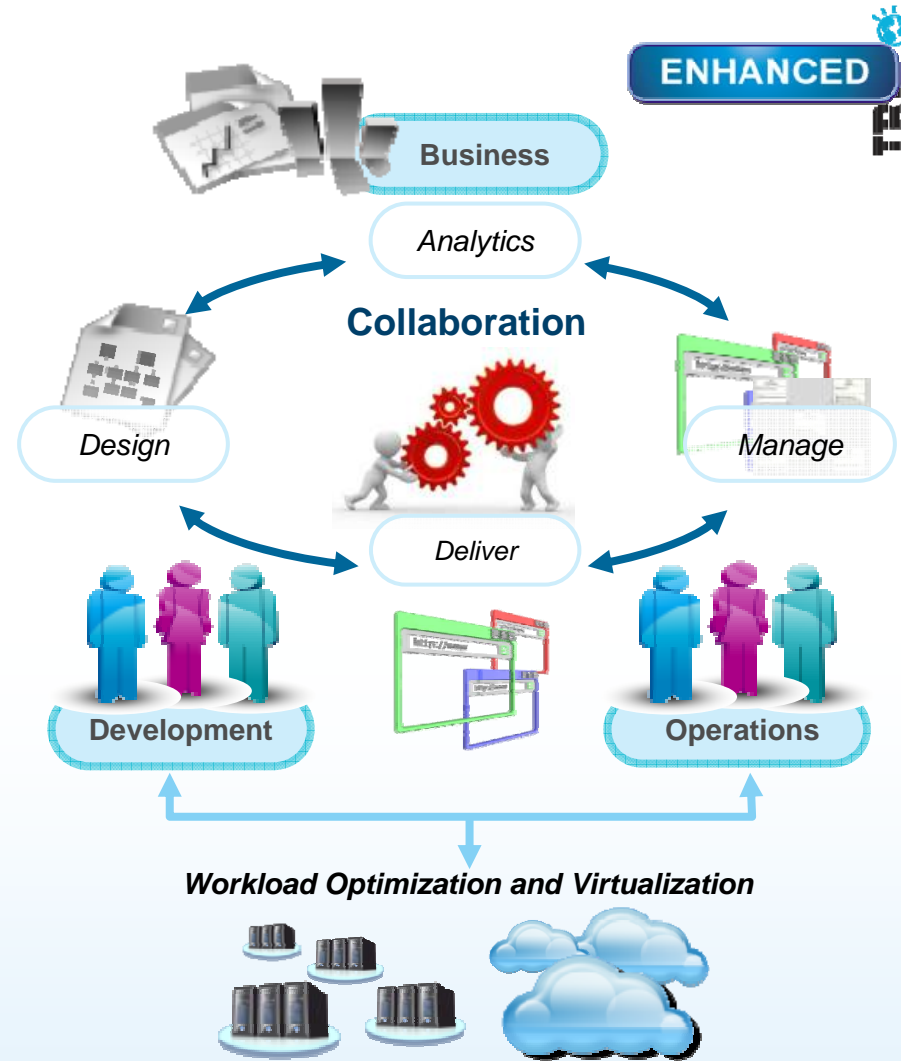 ENHANCED
Business
Analytics
Collaboration
Design
Manage
Deliver
Development
Operations
Workload Optimization and Virtualization